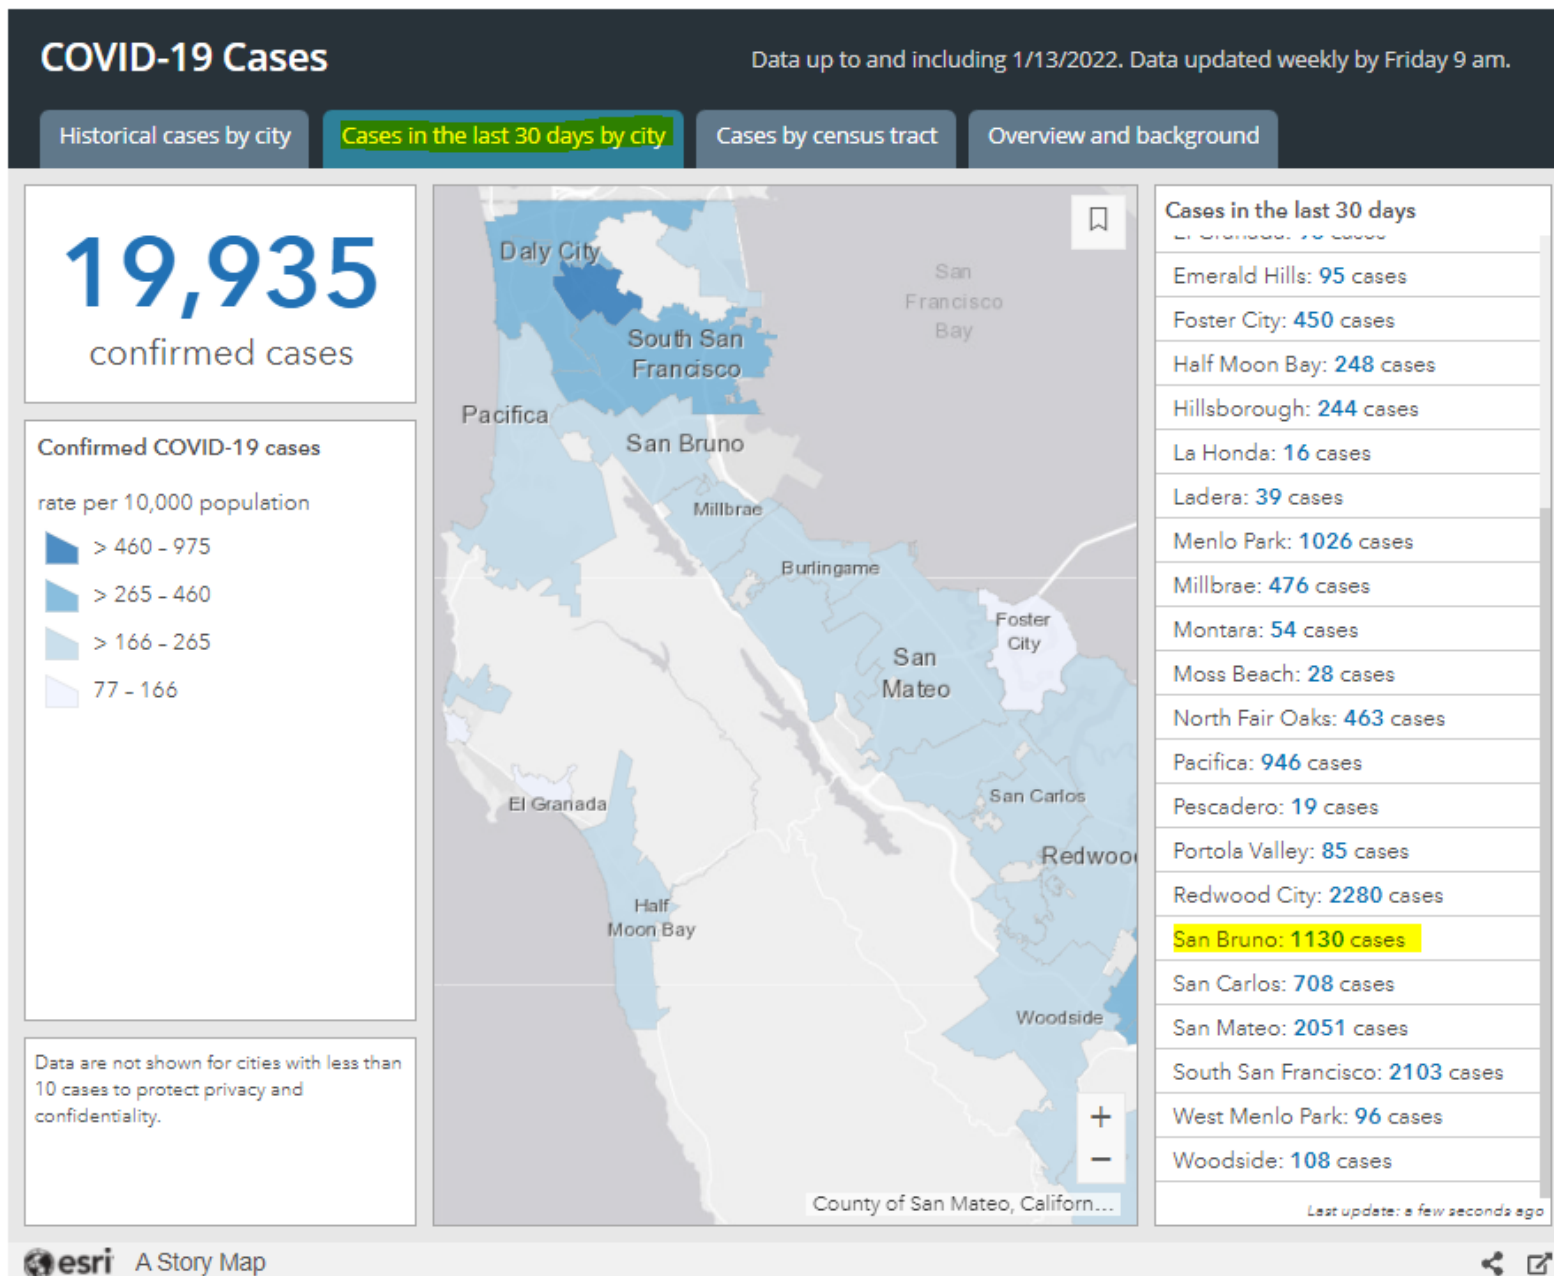 COVID-19 Cases
Data up to and including 1/13/2022. Data updated weekly by Friday 9 am.
Historical cases by city
Cases in the last 30 days by city
Cases by census tract
Overview and background
19,935
confirmed cases
Confirmed COVID-19 cases
rate per 10,000 population
> 460 - 975
> 265 - 460
> 166 - 265
77 - 166
Data are not shown for cities with less than
10 cases to protect privacy and
confidentiality.
Daly City
San
Francisco
Bay
South San
Francisco
Pacifica
San Bruno
Millbrae
Burlingame
Foster
City
San
Mateo
El Granada
San Carlos
Redwoo
Half
Moon Bay
Woodside
+
−
County of San Mateo, Californ...
Cases in the last 30 days
Emerald Hills: 95 cases
Foster City: 450 cases
Half Moon Bay: 248 cases
Hillsborough: 244 cases
La Honda: 16 cases
Ladera: 39 cases
Menlo Park: 1026 cases
Millbrae: 476 cases
Montara: 54 cases
Moss Beach: 28 cases
North Fair Oaks: 463 cases
Pacifica: 946 cases
Pescadero: 19 cases
Portola Valley: 85 cases
Redwood City: 2280 cases
San Bruno: 1130 cases
San Carlos: 708 cases
San Mateo: 2051 cases
South San Francisco: 2103 cases
West Menlo Park: 96 cases
Woodside: 108 cases
Last update: a few seconds ago
esri A Story Map